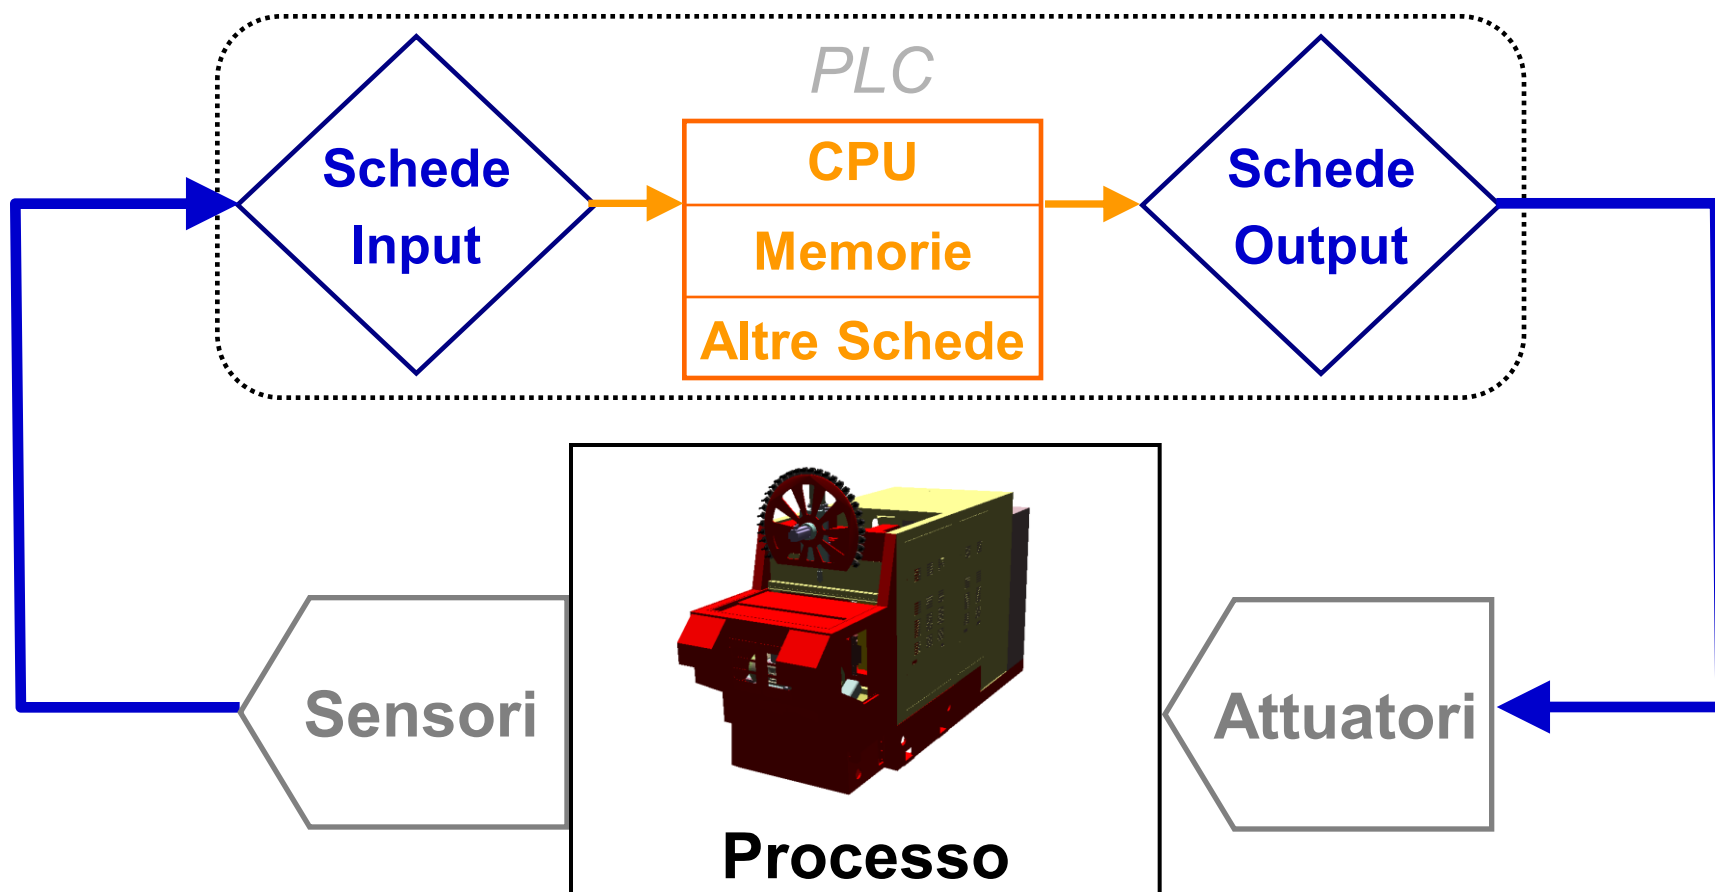 PLC
Schede
Input
CPU
Memorie
Altre Schede
Schede
Output
Sensori
Attuatori
Processo